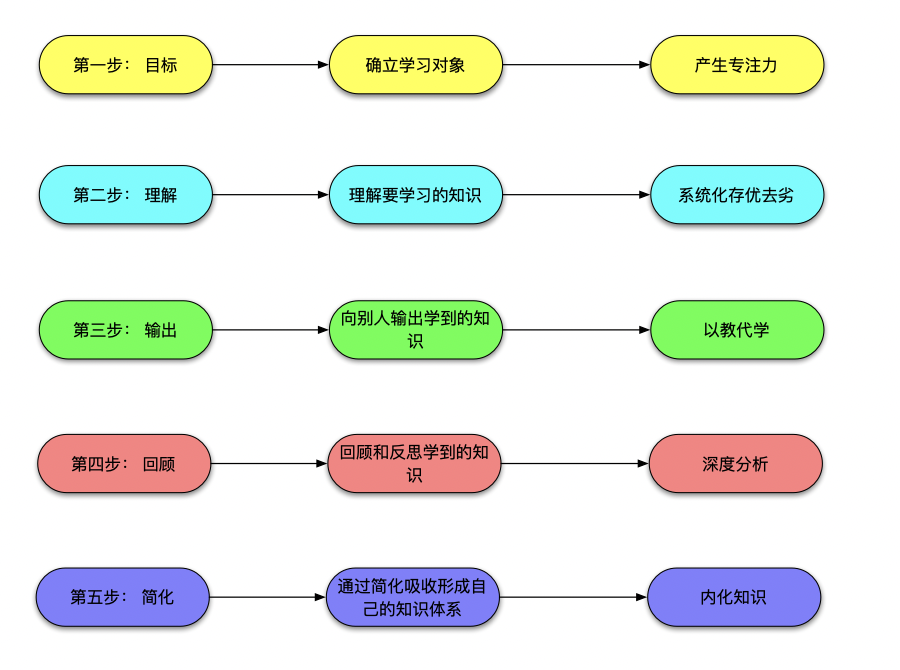 第一步： 目标
确立学习对象
产生专注力
第二步： 理解
理解要学习的知识
系统化存优去劣
第三步： 输出
向别人输出学到的知
识
以教代学
第四步： 回顾
回顾和反思学到的知
识
深度分析
第五步： 简化
通过简化吸收形成自
己的知识体系
内化知识